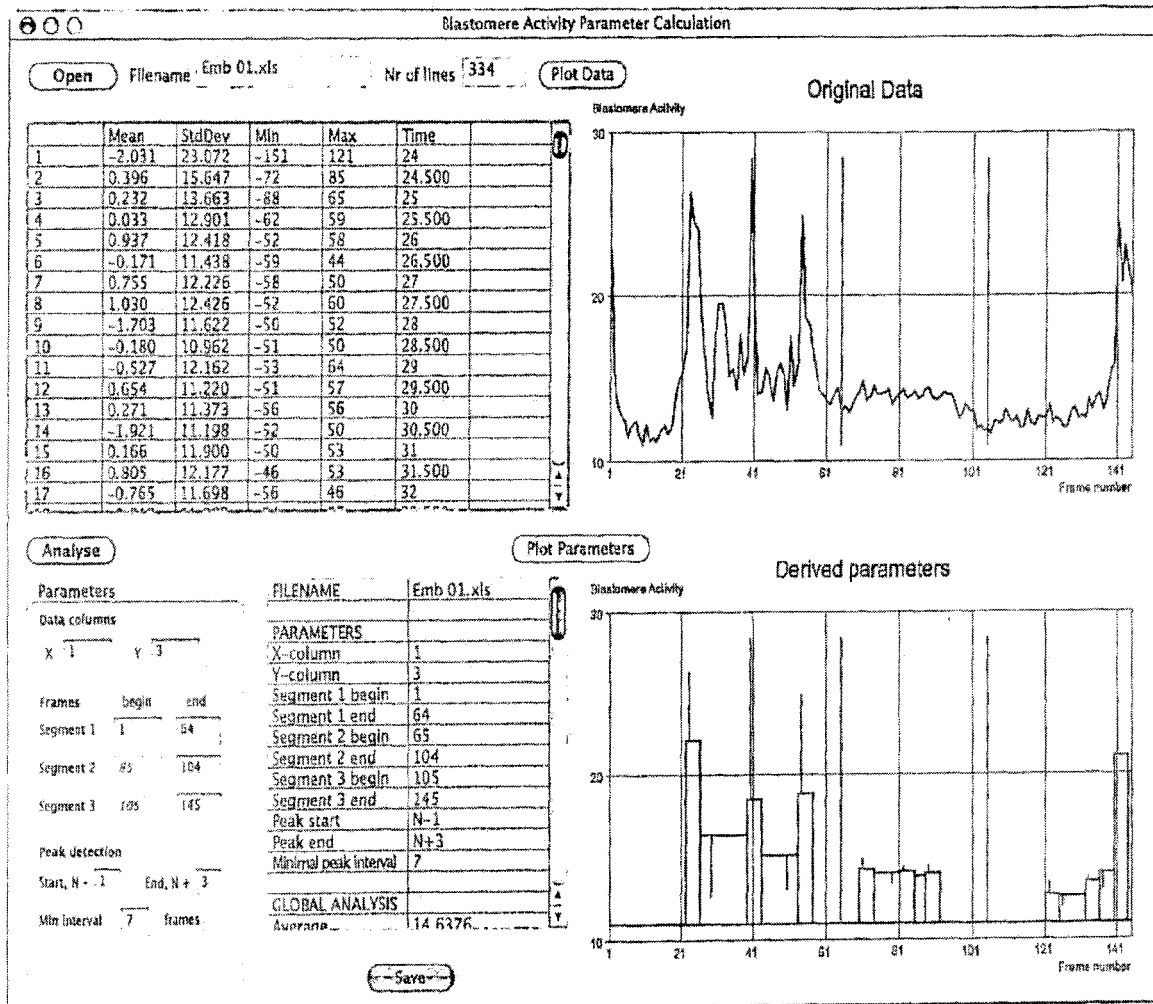 Blastomere Activity Parameter Calculation
Open Filename Emb 01.xls Nr of lines 334 Plot Data
Mean StdDev Min Max Time
1 -2.031 23.072 -151 121 24
2 0.396 15.647 -72 85 24.500
3 0.232 13.663 -88 65 25
4 0.033 12.901 -62 59 25.500
5 0.937 12.418 -52 58 26
6 -0.171 11.438 -59 44 26.500
7 0.755 12.226 -58 50 27
8 1.030 12.426 -52 60 27.500
9 -1.703 11.622 -50 52 28
10 -0.180 10.962 -51 50 28.500
11 -0.527 12.162 -53 64 29
12 0.654 11.220 -51 57 29.500
13 0.271 11.373 -56 56 30
14 -1.921 11.198 -52 50 30.500
15 0.166 11.900 -50 53 31
16 0.805 12.177 -46 53 31.500
17 -0.765 11.698 -56 46 32
Original Data
Blastomere Activity
30
20
10
1 21 41 61 81 101 121 141
Frame number
Analyse
Plot Parameters
Parameters
Data columns
X 1 Y 3
Frames begin end
Segment 1 1 64
Segment 2 65 104
Segment 3 105 145
Peak detection
Start, N - 1 End, N + 3
Min interval 7 frames
FILENAME Emb 01.xls
PARAMETERS
X-column 1
Y-column 3
Segment 1 begin 1
Segment 1 end 64
Segment 2 begin 65
Segment 2 end 104
Segment 3 begin 105
Segment 3 end 145
Peak start N-1
Peak end N+3
Minimal peak interval 7
GLOBAL ANALYSIS
Average 14.6376
Save
Derived parameters
Blastomere Activity
30
20
10
1 21 41 61 81 101 121 141
Frame number